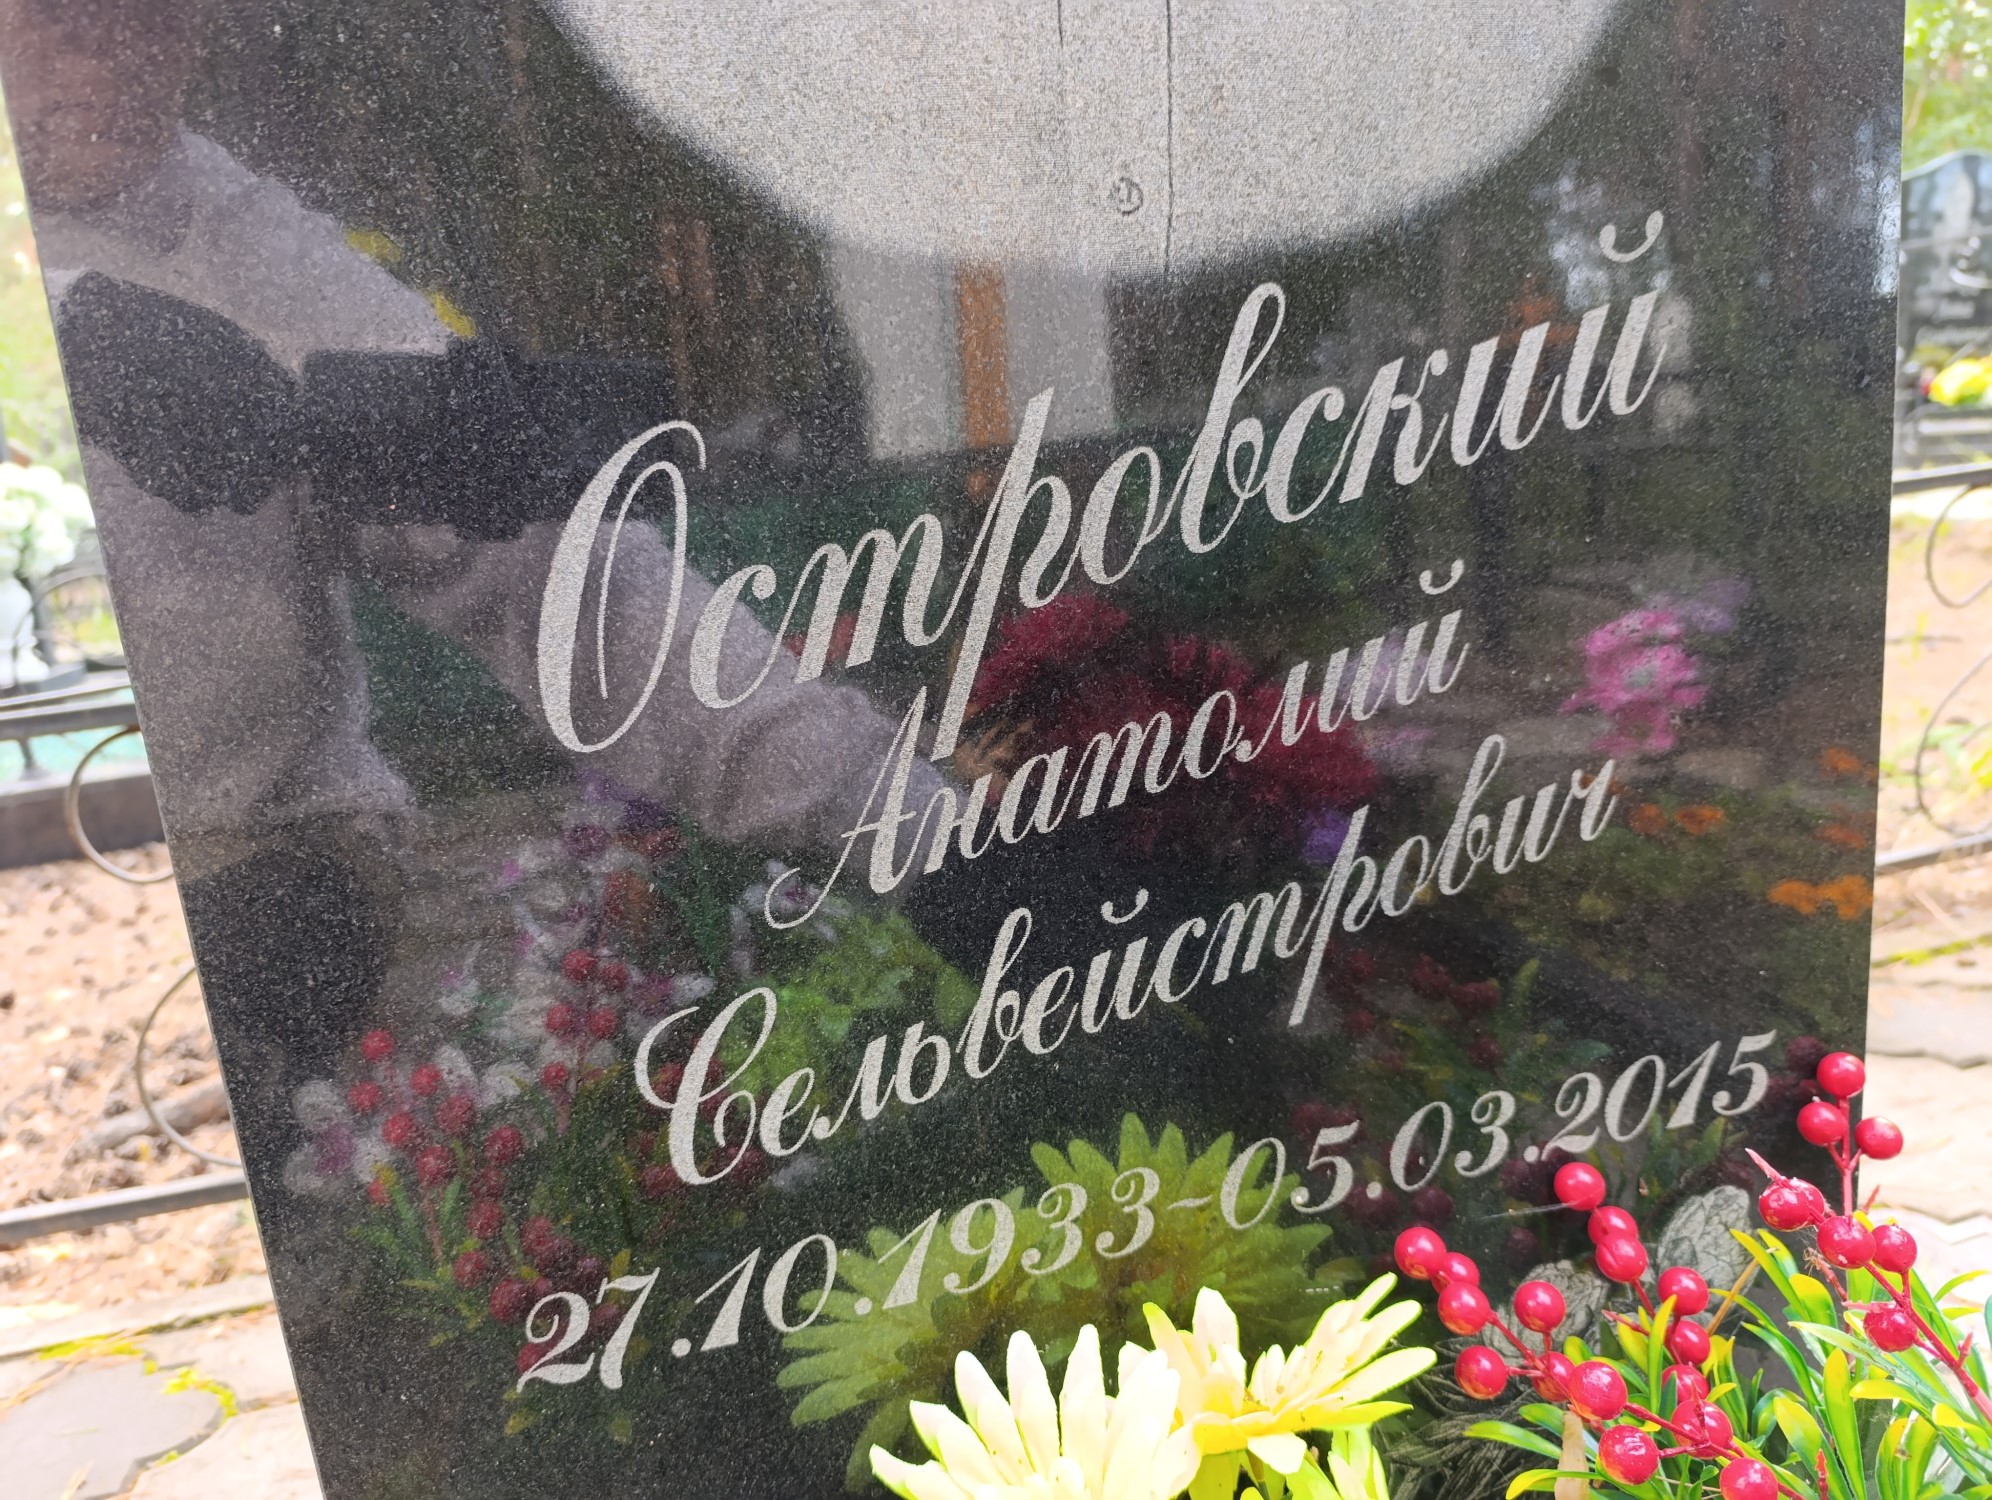 Островский
Анатолий
Сельвейстрович
27.10.1933-05.03.2015